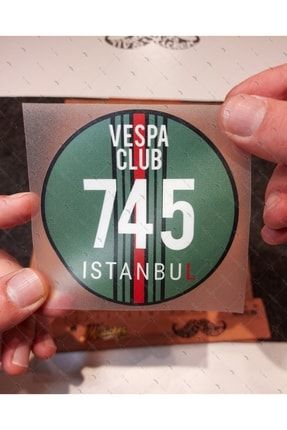 VESPA
CLUB
745
ISTANBUL